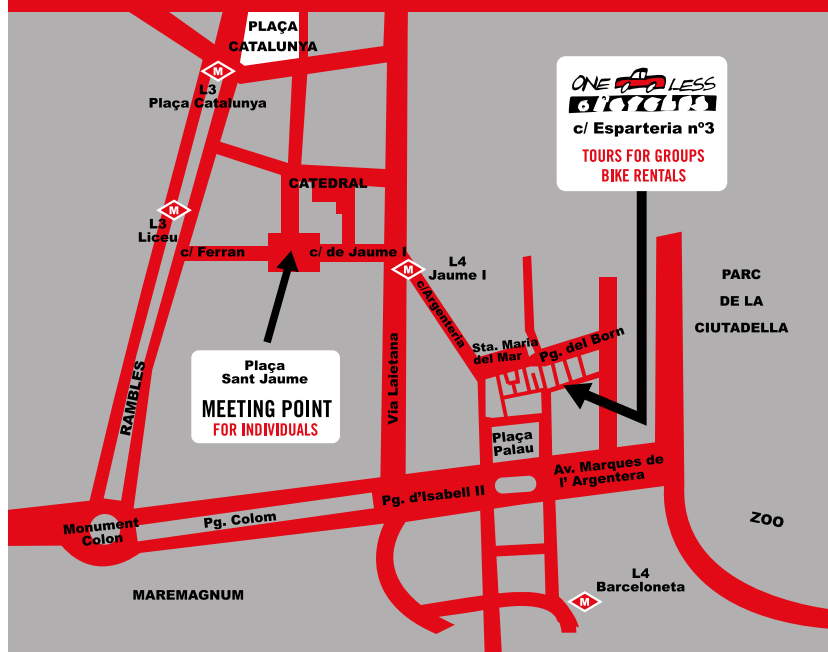 PLAÇA
CATALUNYA
M
L3
Plaça Catalunya
ONE LESS
c/ Esparteria nº3
TOURS FOR GROUPS
BIKE RENTALS
CATEDRAL
M
L3
Liceu
c/ Ferran
c/ de Jaume I
M
L4
Jaume I
c/Argenteria
PARC
DE LA
CIUTADELLA
Sta. Maria
del Mar
Pg. del Born
Plaça
Sant Jaume
MEETING POINT
FOR INDIVIDUALS
RAMBLES
Via Laietana
Plaça
Palau
Av. Marques de
l' Argentera
Pg. d'Isabell II
Pg. Colom
Monument
Colon
ZOO
MAREMAGNUM
L4
Barceloneta
M